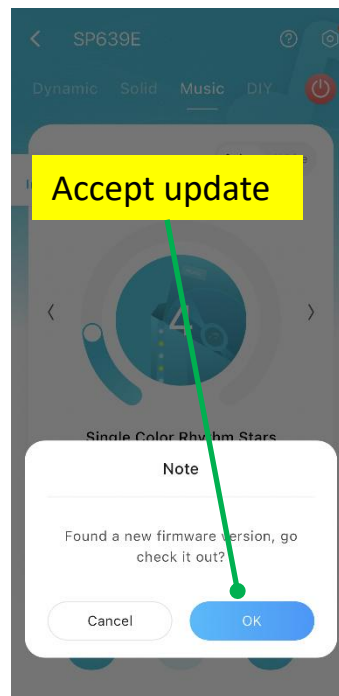 SP639E
Dynamic Solid Music DIY
Accept update
4
Single Color Rhythm Stars
Note
Found a new firmware version, go
check it out?
Cancel OK